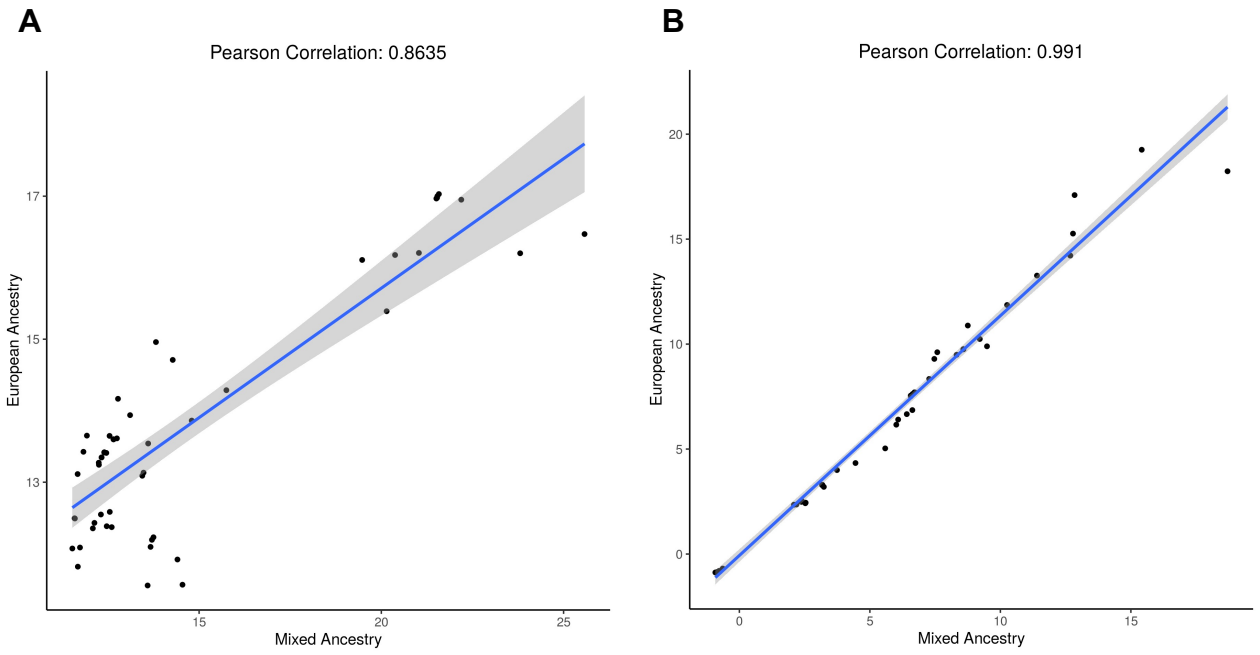 A
Pearson Correlation: 0.8635
European Ancestry
17
15
13
15
20
25
Mixed Ancestry
B
Pearson Correlation: 0.991
European Ancestry
20
15
10
5
0
0
5
10
15
Mixed Ancestry